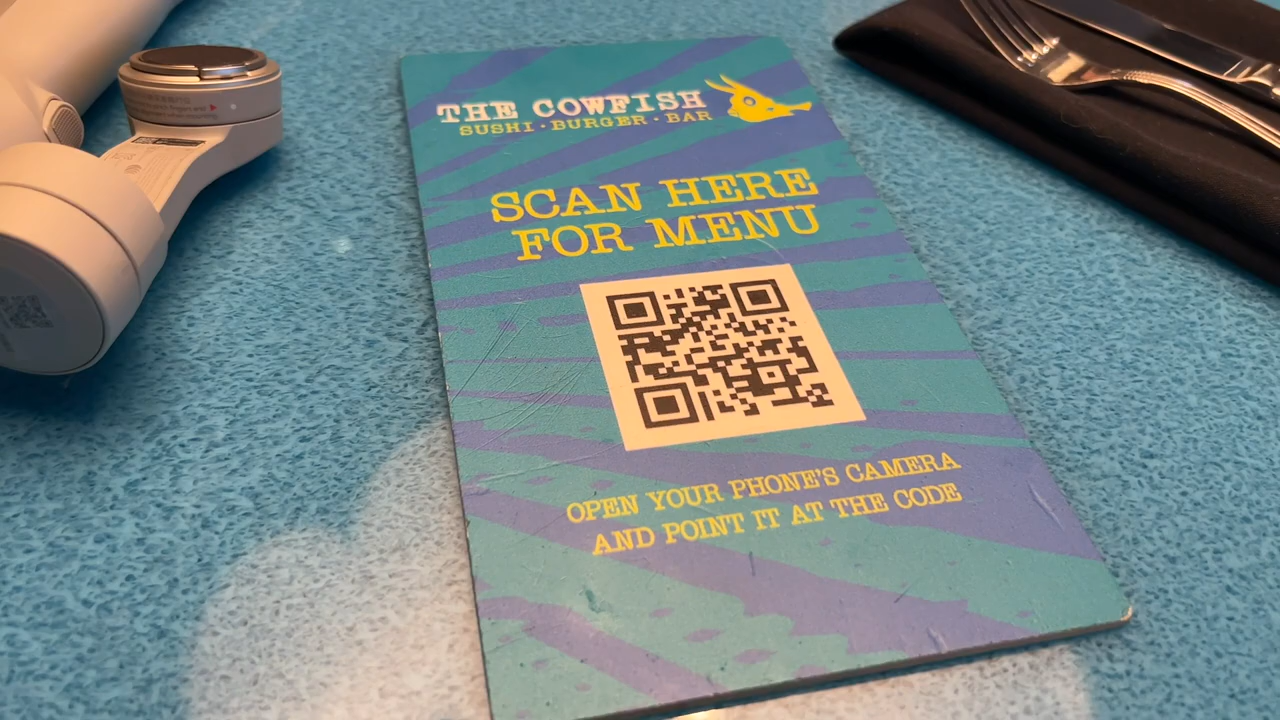 THE COWFISH
SUSHI·BURGER·BAR
SCAN HERE
FOR MENU
OPEN YOUR PHONE'S CAMERA
AND POINT IT AT THE CODE